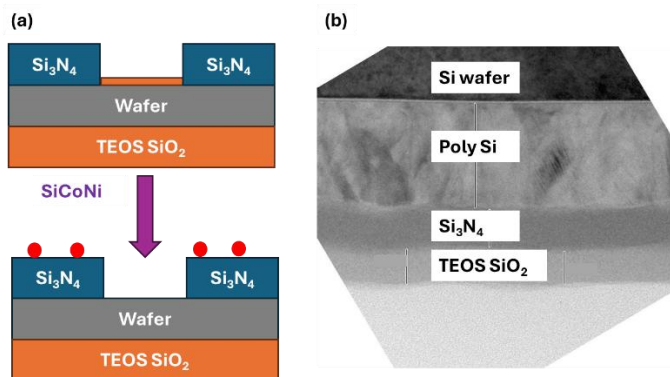 (a)
Si₃N₄
Si₃N₄
Wafer
TEOS SiO₂
SiCoNi
Si₃N₄
Si₃N₄
Wafer
TEOS SiO₂
(b)
Si wafer
Poly Si
Si₃N₄
TEOS SiO₂